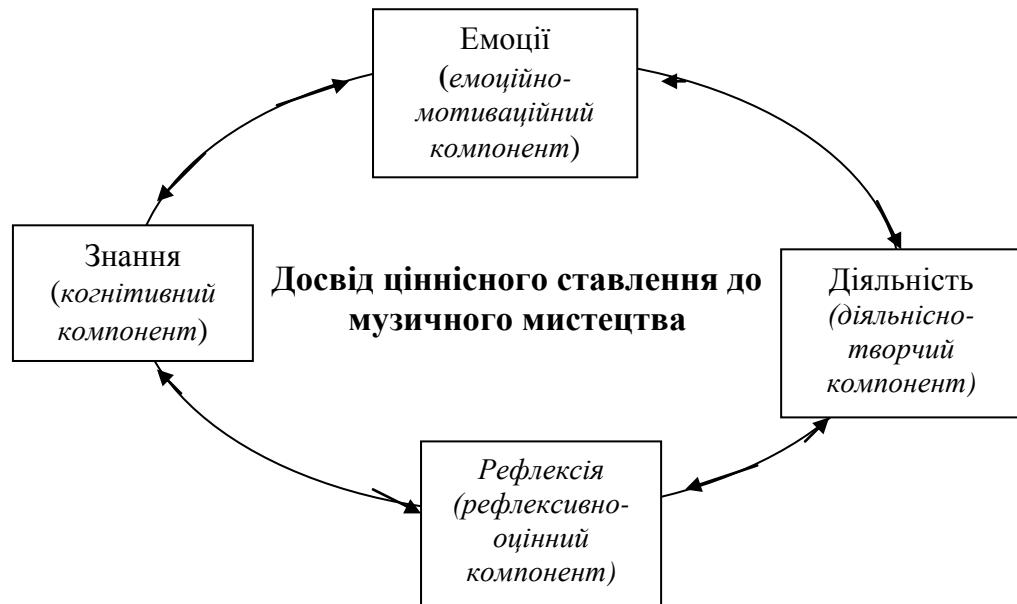 Емоції
(емоційно-
мотиваційний
компонент)
Знання
(когнітивний
компонент)
Досвід ціннісного ставлення до
музичного мистецтва
Діяльність
(діяльнісно-
творчий
компонент)
Рефлексія
(рефлексивно-
оцінний
компонент)